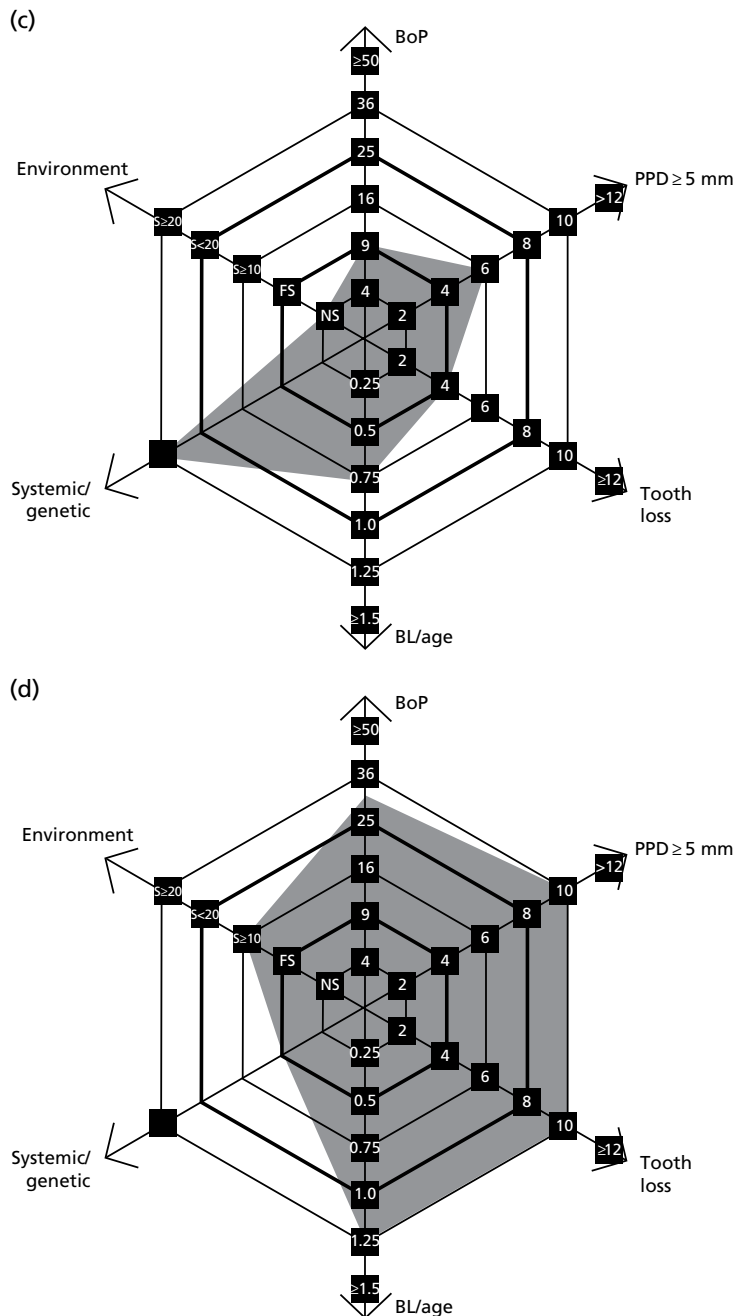 (c)
BoP
≥50
36
Environment
25
PPD ≥ 5 mm
>12
S≥20
10
16
S<20
8
S≥10
6
9
FS
4
4
NS
2
2
0.25
4
0.5
6
8
0.75
10
Systemic/
genetic
≥12
Tooth
loss
1.0
1.25
≥1.5
BL/age
(d)
BoP
≥50
36
Environment
25
PPD ≥ 5 mm
>12
S≥20
10
16
S<20
8
S≥10
6
9
FS
4
4
NS
2
2
0.25
4
0.5
6
8
0.75
10
Systemic/
genetic
≥12
Tooth
loss
1.0
1.25
≥1.5
BL/age